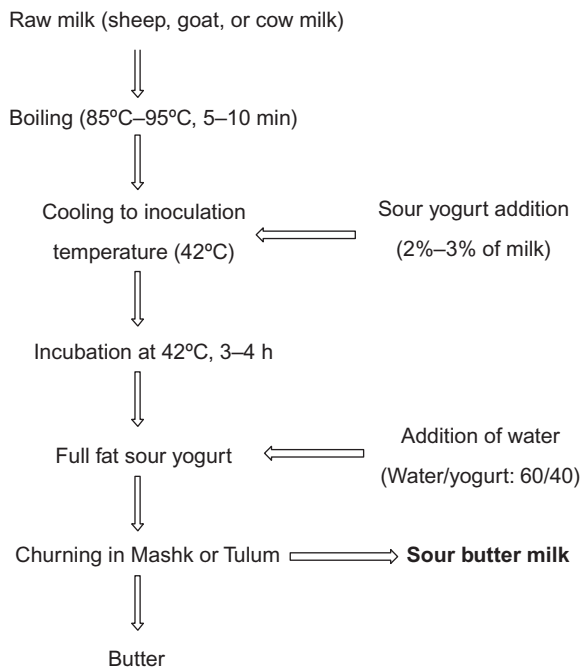 Raw milk (sheep, goat, or cow milk)
Boiling (85ºC–95ºC, 5–10 min)
Cooling to inoculation
temperature (42ºC)
Sour yogurt addition
(2%–3% of milk)
Incubation at 42ºC, 3–4 h
Full fat sour yogurt
Addition of water
(Water/yogurt: 60/40)
Churning in Mashk or Tulum
Sour butter milk
Butter